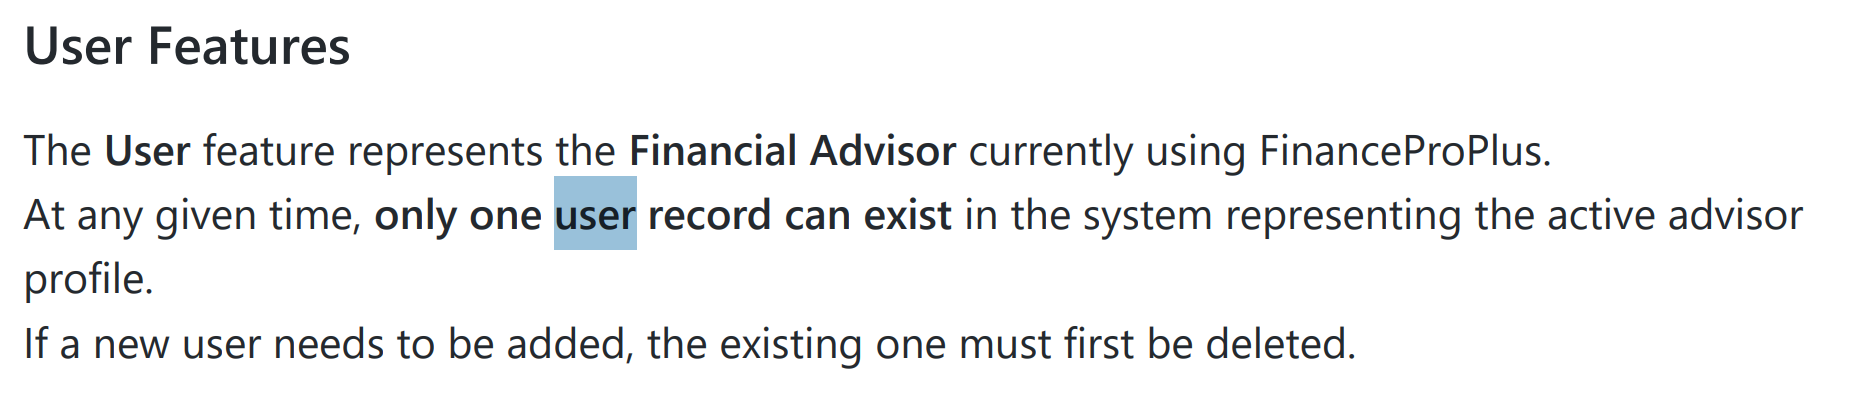 User Features
The User feature represents the Financial Advisor currently using FinanceProPlus.
At any given time, only one user record can exist in the system representing the active advisor
profile.
If a new user needs to be added, the existing one must first be deleted.